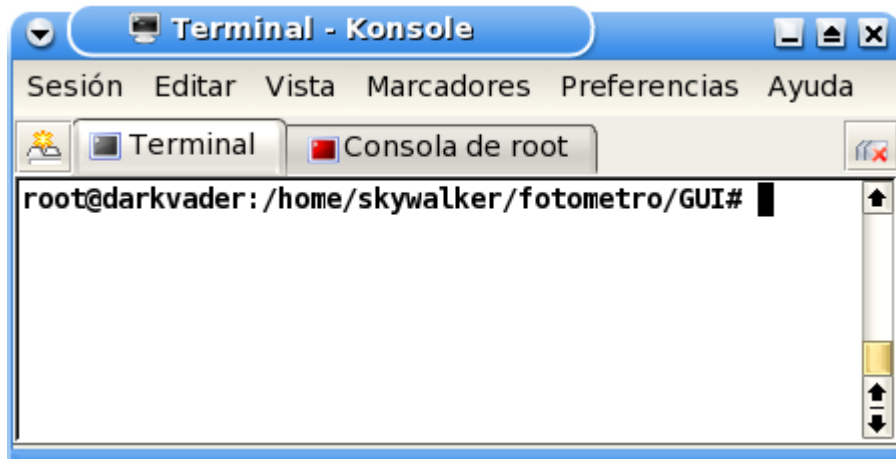 Terminal - Konsole
Sesión Editar Vista Marcadores Preferencias Ayuda
Terminal Consola de root
root@darkvader:/home/skywalker/fotometro/GUI#